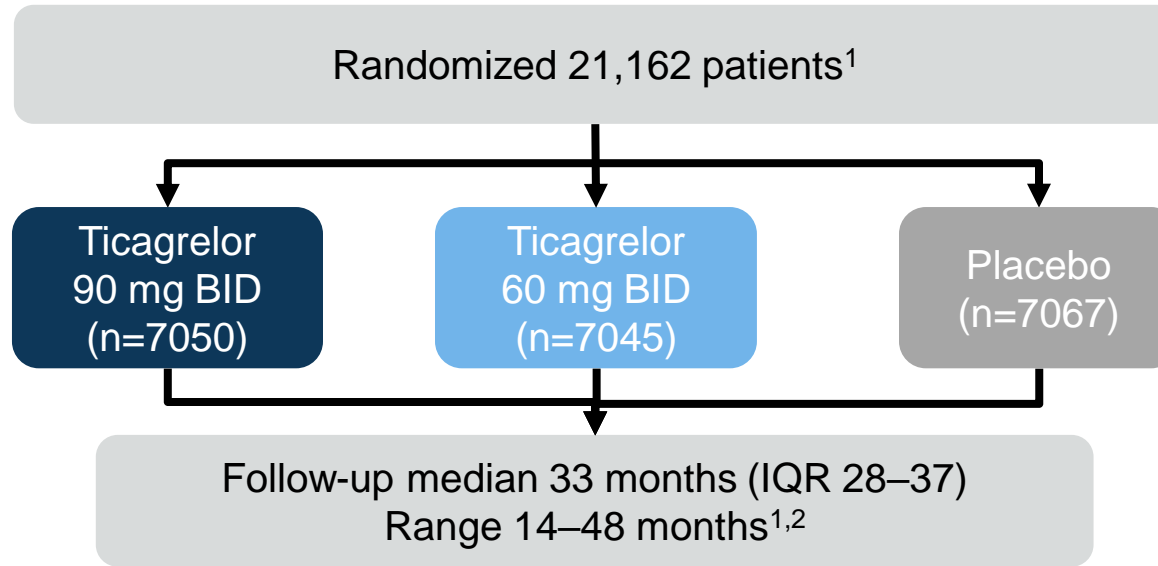 Randomized 21,162 patients¹
Ticagrelor
90 mg BID
(n=7050)
Ticagrelor
60 mg BID
(n=7045)
Placebo
(n=7067)
Follow-up median 33 months (IQR 28–37)
Range 14–48 months¹,²